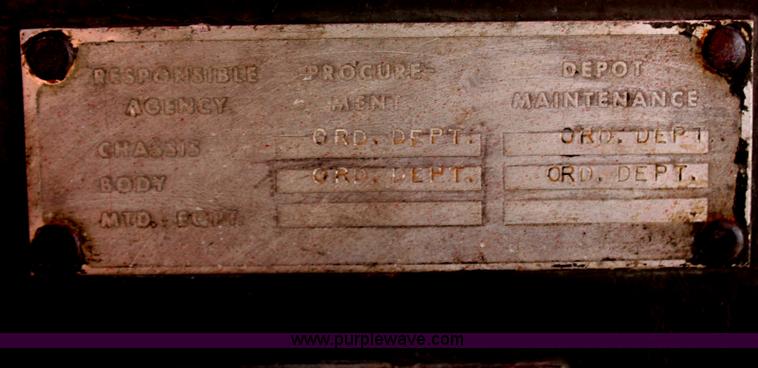 RESPONSIBLE PROCURE- DEPOT
AGENCY MENT MAINTENANCE
CHASSIS ORD. DEPT. ORD. DEPT
BODY ORD. DEPT. ORD. DEPT.
MTD. EQPT.
www.purplewave.com